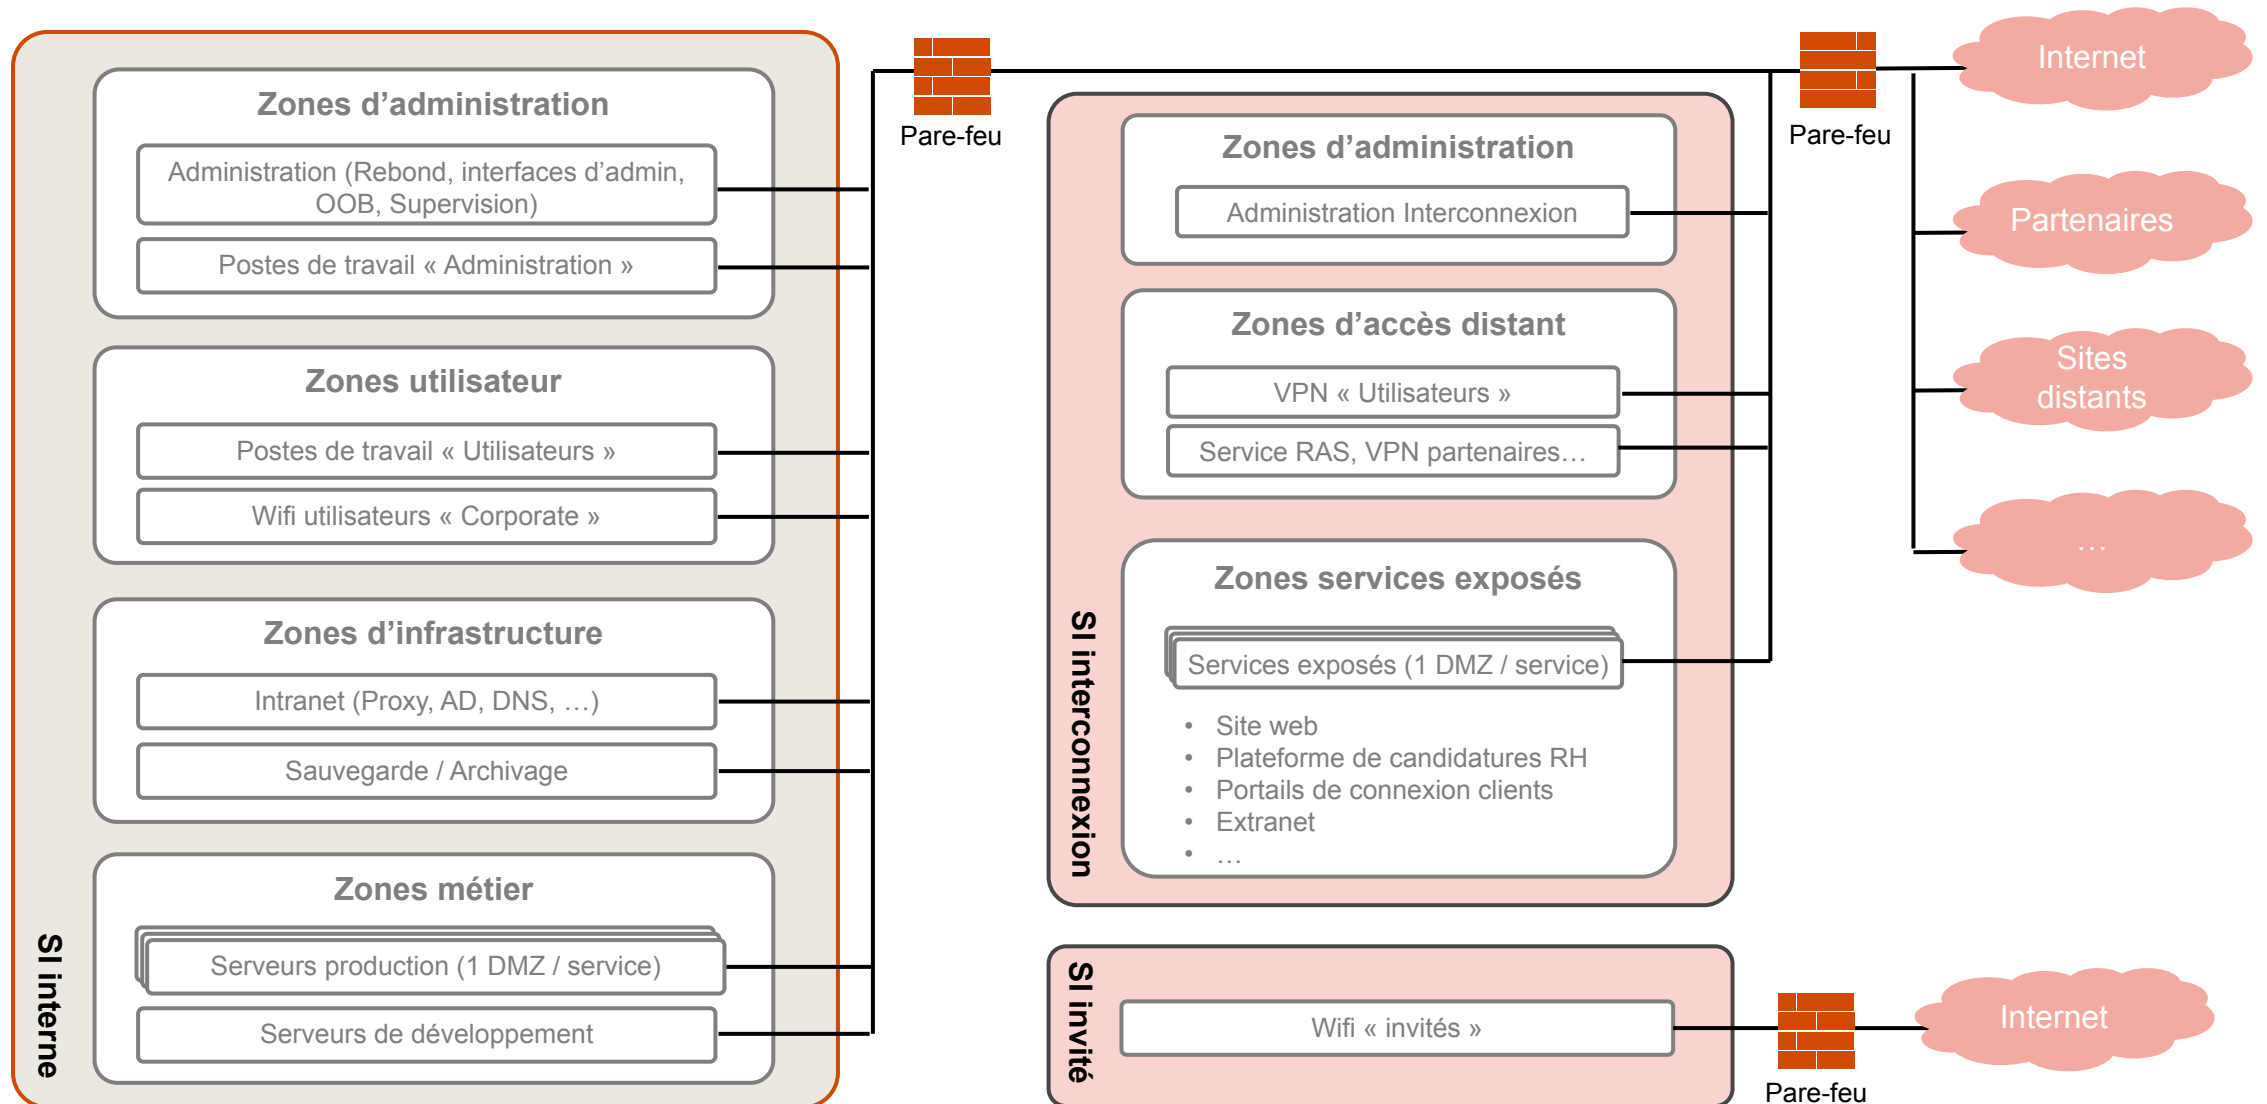 Zones d’administration
Administration (Rebond, interfaces d’admin,
OOB, Supervision)
Postes de travail « Administration »
Zones utilisateur
Postes de travail « Utilisateurs »
Wifi utilisateurs « Corporate »
Zones d’infrastructure
Intranet (Proxy, AD, DNS, …)
Sauvegarde / Archivage
Zones métier
Serveurs production (1 DMZ / service)
Serveurs de développement
SI interne
Pare-feu
Zones d’administration
Administration Interconnexion
Zones d’accès distant
VPN « Utilisateurs »
Service RAS, VPN partenaires…
Zones services exposés
Services exposés (1 DMZ / service)
• Site web
• Plateforme de candidatures RH
• Portails de connexion clients
• Extranet
• …
SI interconnexion
Pare-feu
Internet
Partenaires
Sites
distants
…
SI invité
Wifi « invités »
Pare-feu
Internet